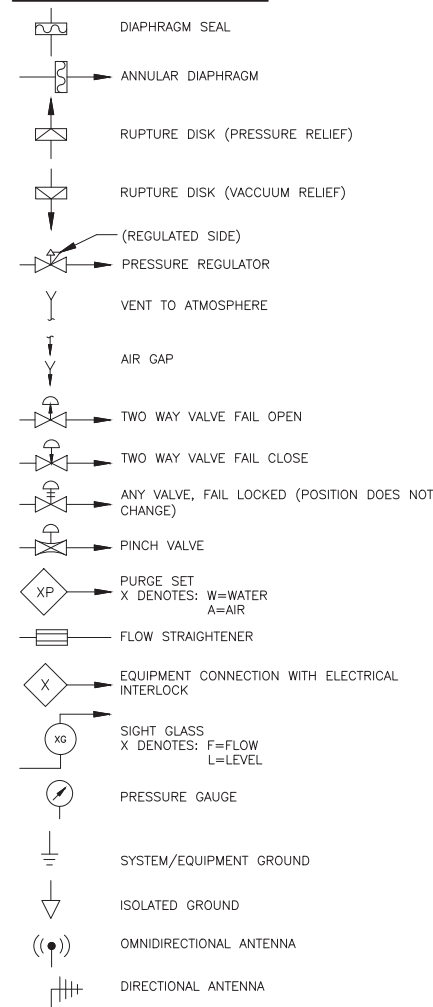 DIAPHRAGM SEAL
ANNULAR DIAPHRAGM
RUPTURE DISK (PRESSURE RELIEF)
RUPTURE DISK (VACCUUM RELIEF)
(REGULATED SIDE)
PRESSURE REGULATOR
VENT TO ATMOSPHERE
AIR GAP
TWO WAY VALVE FAIL OPEN
TWO WAY VALVE FAIL CLOSE
ANY VALVE, FAIL LOCKED (POSITION DOES NOT
CHANGE)
PINCH VALVE
XP
PURGE SET
X DENOTES: W=WATER
A=AIR
FLOW STRAIGHTENER
X
EQUIPMENT CONNECTION WITH ELECTRICAL
INTERLOCK
XG
SIGHT GLASS
X DENOTES: F=FLOW
L=LEVEL
PRESSURE GAUGE
SYSTEM/EQUIPMENT GROUND
ISOLATED GROUND
OMNIDIRECTIONAL ANTENNA
DIRECTIONAL ANTENNA